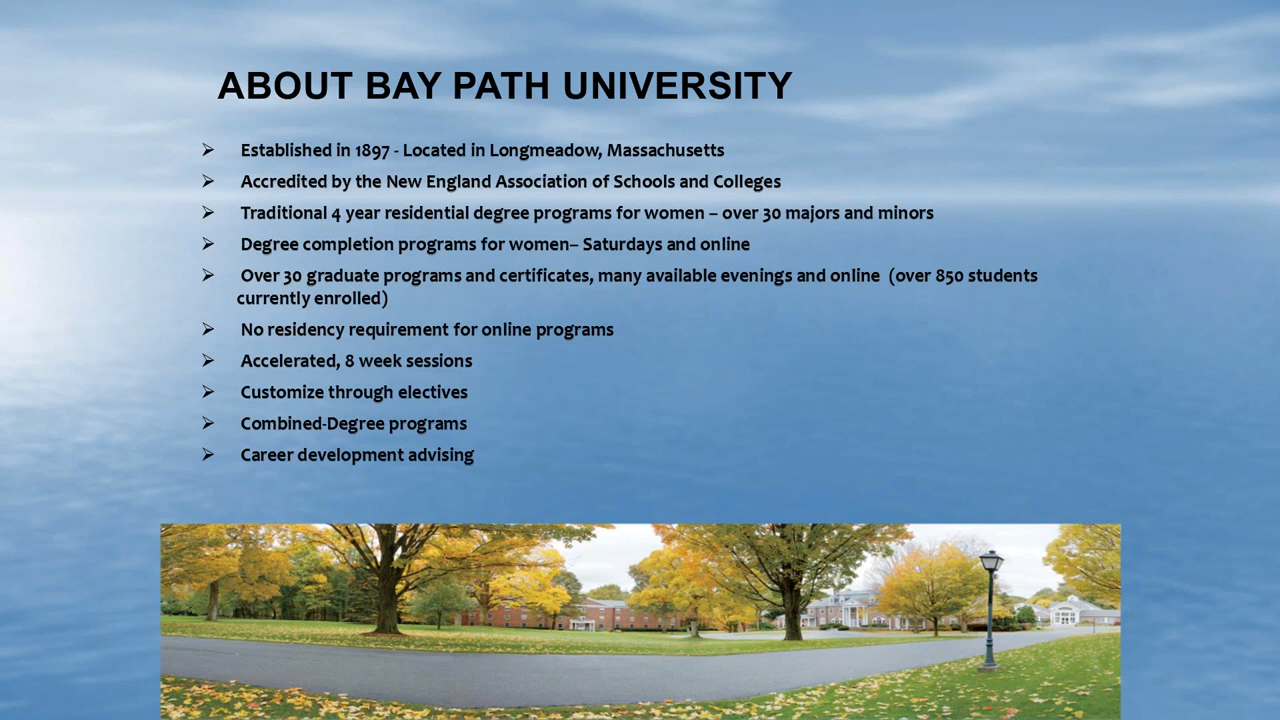 ABOUT BAY PATH UNIVERSITY
➢ Established in 1897 - Located in Longmeadow, Massachusetts
➢ Accredited by the New England Association of Schools and Colleges
➢ Traditional 4 year residential degree programs for women – over 30 majors and minors
➢ Degree completion programs for women– Saturdays and online
➢ Over 30 graduate programs and certificates, many available evenings and online (over 850 students
currently enrolled)
➢ No residency requirement for online programs
➢ Accelerated, 8 week sessions
➢ Customize through electives
➢ Combined-Degree programs
➢ Career development advising